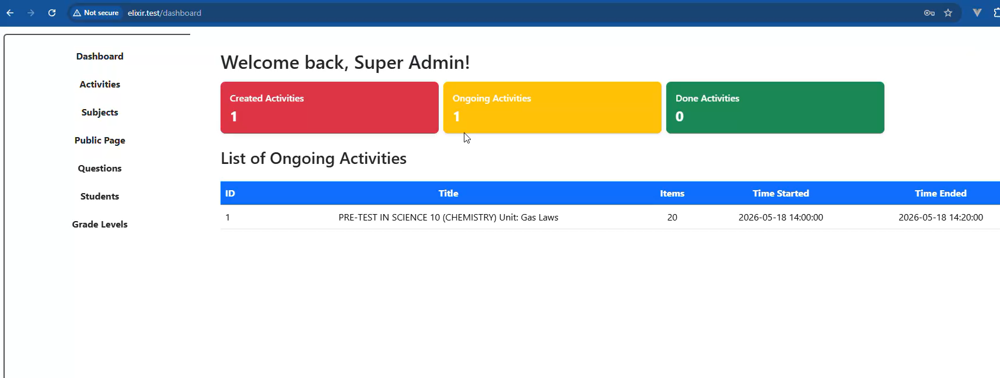 Not secure elixir.test/dashboard
Dashboard
Activities
Subjects
Public Page
Questions
Students
Grade Levels
Welcome back, Super Admin!
Created Activities
1
Ongoing Activities
1
Done Activities
0
List of Ongoing Activities
ID Title Items Time Started Time Ended
1 PRE-TEST IN SCIENCE 10 (CHEMISTRY) Unit: Gas Laws 20 2026-05-18 14:00:00 2026-05-18 14:20:00